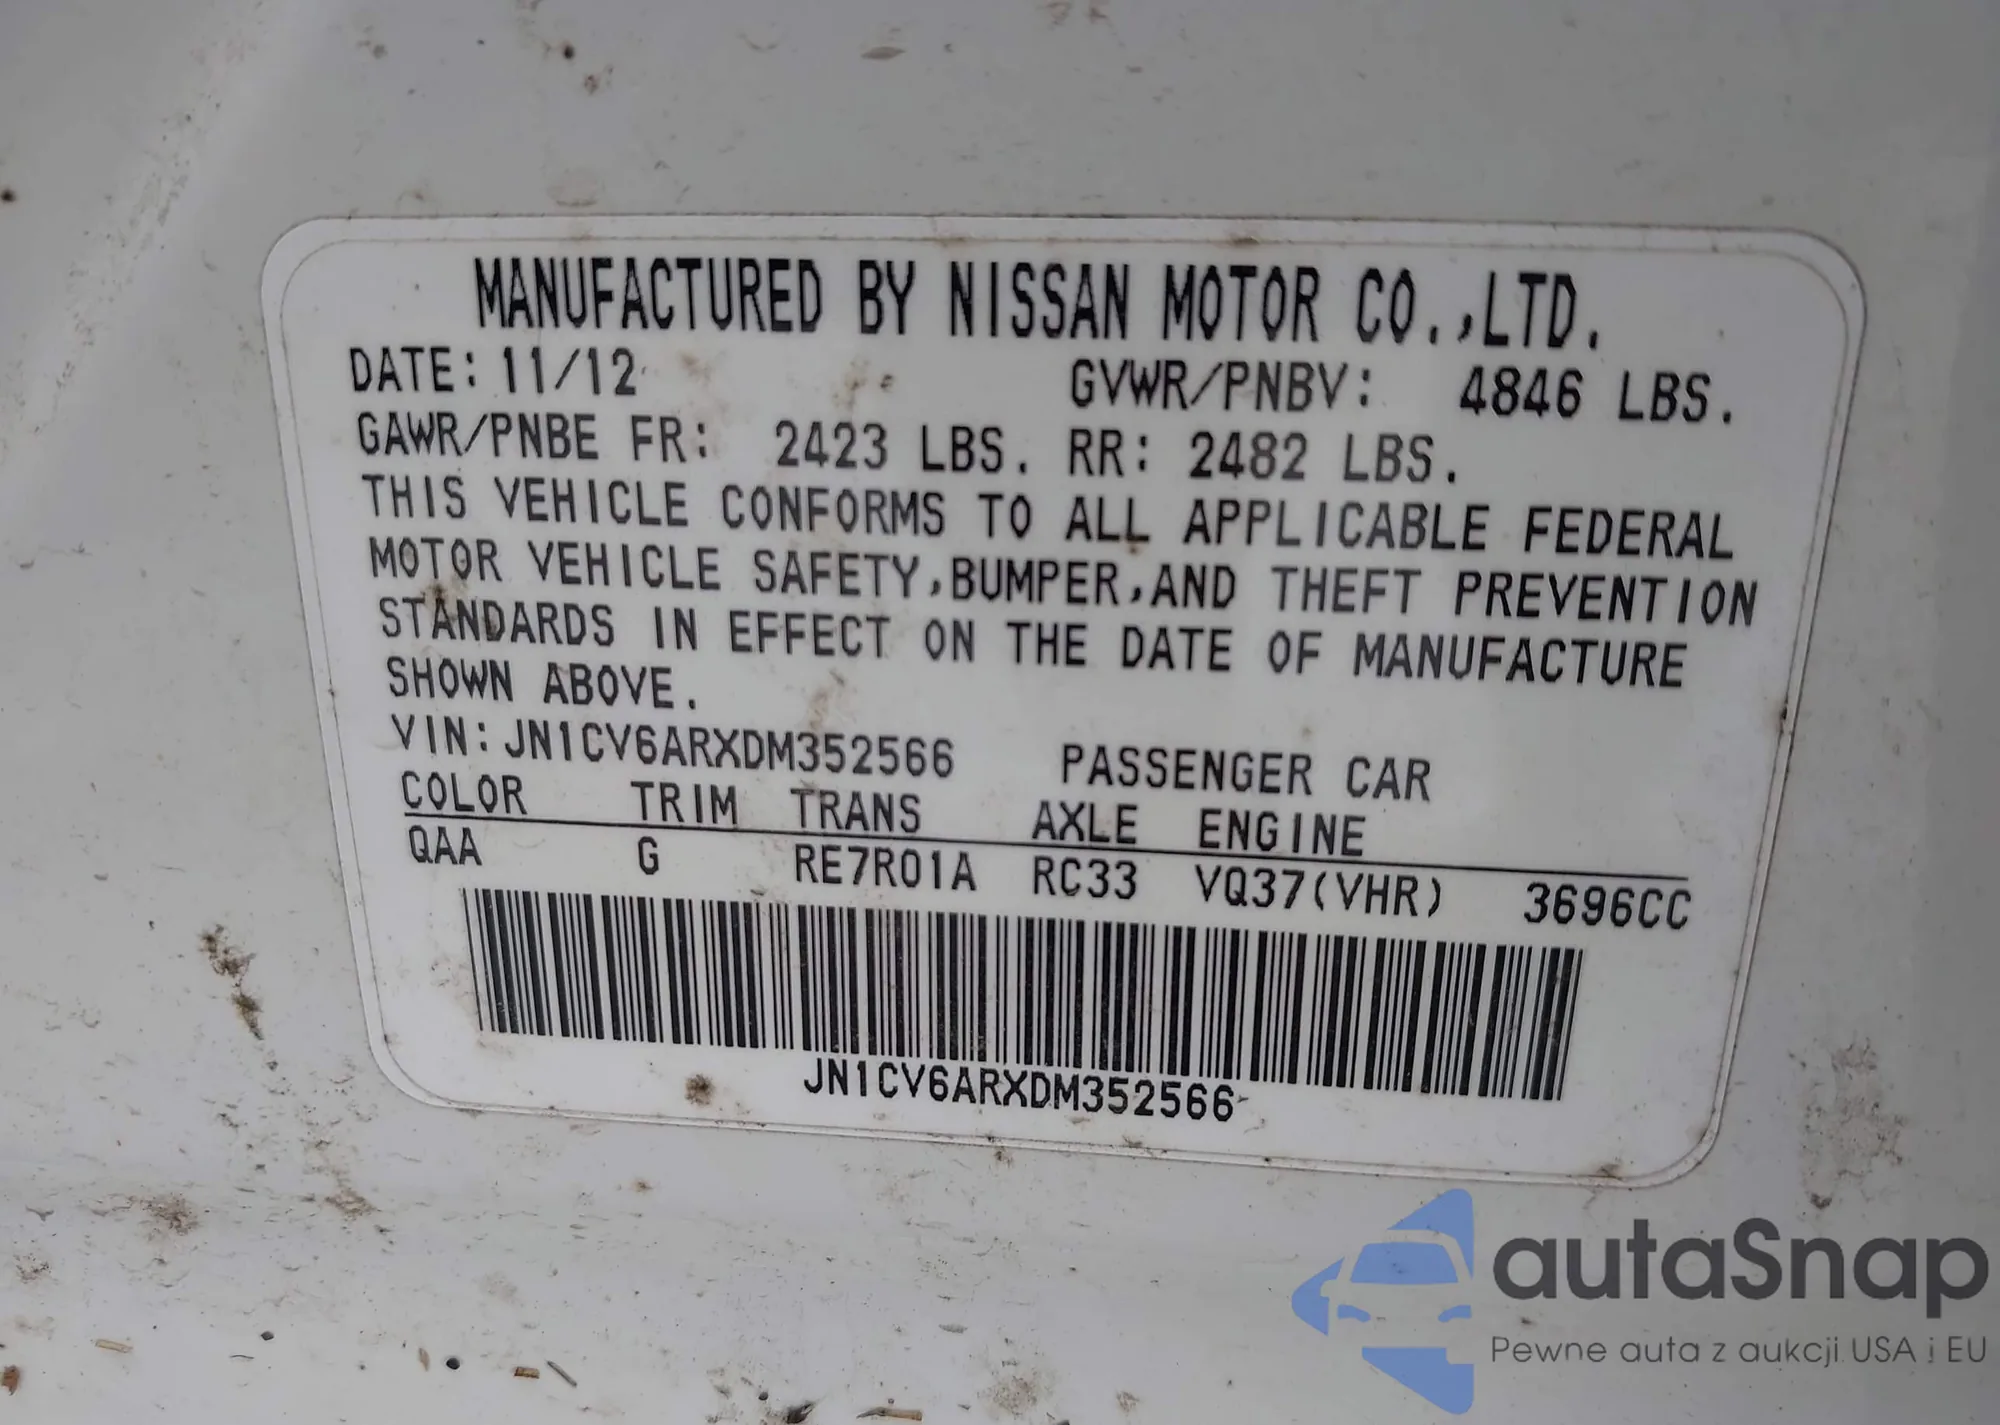 MANUFACTURED BY NISSAN MOTOR CO.,LTD.
DATE: 11/12 GVWR/PNBV: 4846 LBS.
GAWR/PNBE FR: 2423 LBS. RR: 2482 LBS.
THIS VEHICLE CONFORMS TO ALL APPLICABLE FEDERAL
MOTOR VEHICLE SAFETY,BUMPER,AND THEFT PREVENTION
STANDARDS IN EFFECT ON THE DATE OF MANUFACTURE
SHOWN ABOVE.
VIN: JN1CV6ARXDM352566 PASSENGER CAR
COLOR TRIM TRANS AXLE ENGINE
QAA G RE7R01A RC33 VQ37(VHR) 3696CC
JN1CV6ARXDM352566
autaSnap
Pewne auta z aukcji USA i EU